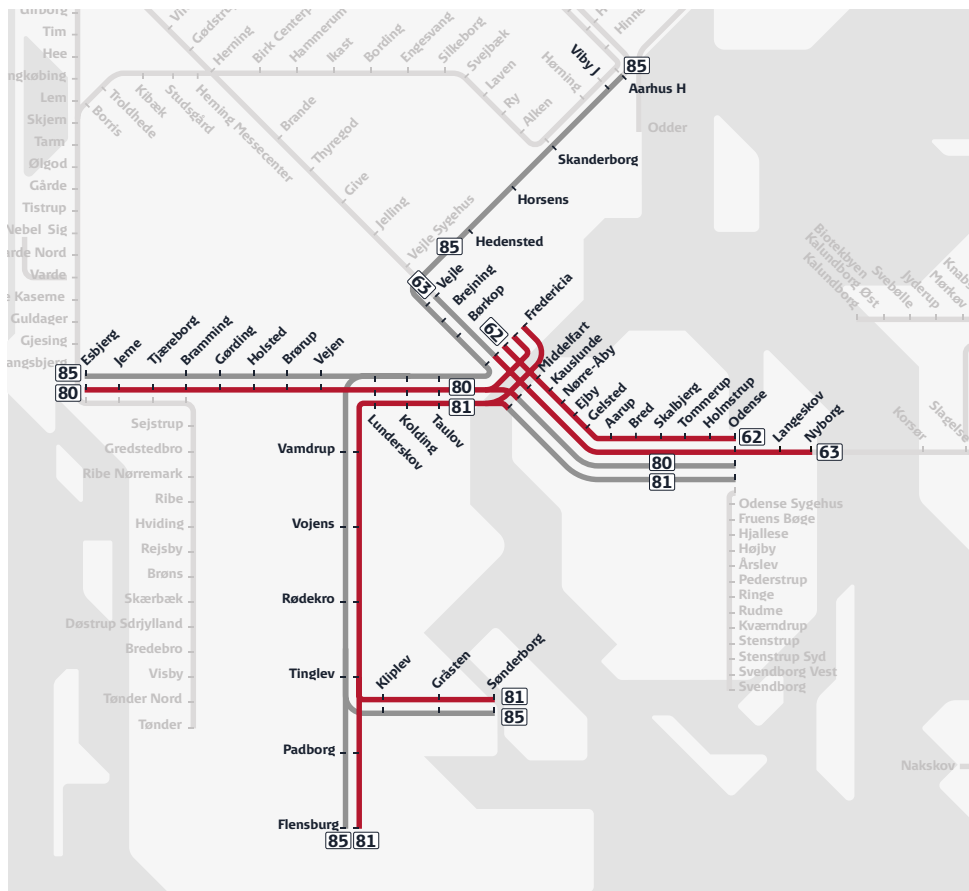 Tim
Hee
Lem
Skjem
Tarm
Ølgod
Gårde
Tistrup
Nebel Sig
Varde
Guldager
Gjesing
Borris
Troldhede
Kibæk
Studsgård
Herning Messecenter
Herning
Birk Centerpark
Hammerum
Ikast
Bording
Engesvang
Silkeborg
Svejbæk
Laven
Ry
Alken
Hørning
Viby J
85
Aarhus H
Odder
Skanderborg
Horsens
Hedensted
85
Brande
Thyregod
Give
Jelling
Vejle Sygehus
63
Vejle
Brejning
Børkop
62
Fredericia
Middelfart
Kauslunde
Nørre-Åby
Ejby
Gelsted
Aarup
Bred
Skalbjerg
Tommerup
Holmstrup
Odense
62
Langeskov
Nyborg
63
80
81
Korsør
Biotekbyen
Kalundborg Øst
Kalundborg
Svebølle
Jyderup
Mørkøv
85
80
Esbjerg
Jerne
Tjæreborg
Bramming
Gørding
Holsted
Brørup
Vejen
80
81
Lunderskov
Kolding
Taulov
Sejstrup
Gredstedbro
Ribe Nørremark
Ribe
Hviding
Rejsby
Brøns
Skærbæk
Døstrup Sdrjylland
Bredebro
Visby
Tønder Nord
Tønder
Vamdrup
Vojens
Rødekro
Tinglev
Padborg
Flensburg
85 81
Kliplev
Gråsten
Sønderborg
81
85
Odense Sygehus
Fruens Bøge
Hjallese
Højby
Årslev
Pederstrup
Ringe
Rudme
Kværndrup
Stenstrup
Stenstrup Syd
Svendborg Vest
Svendborg
Nakskov